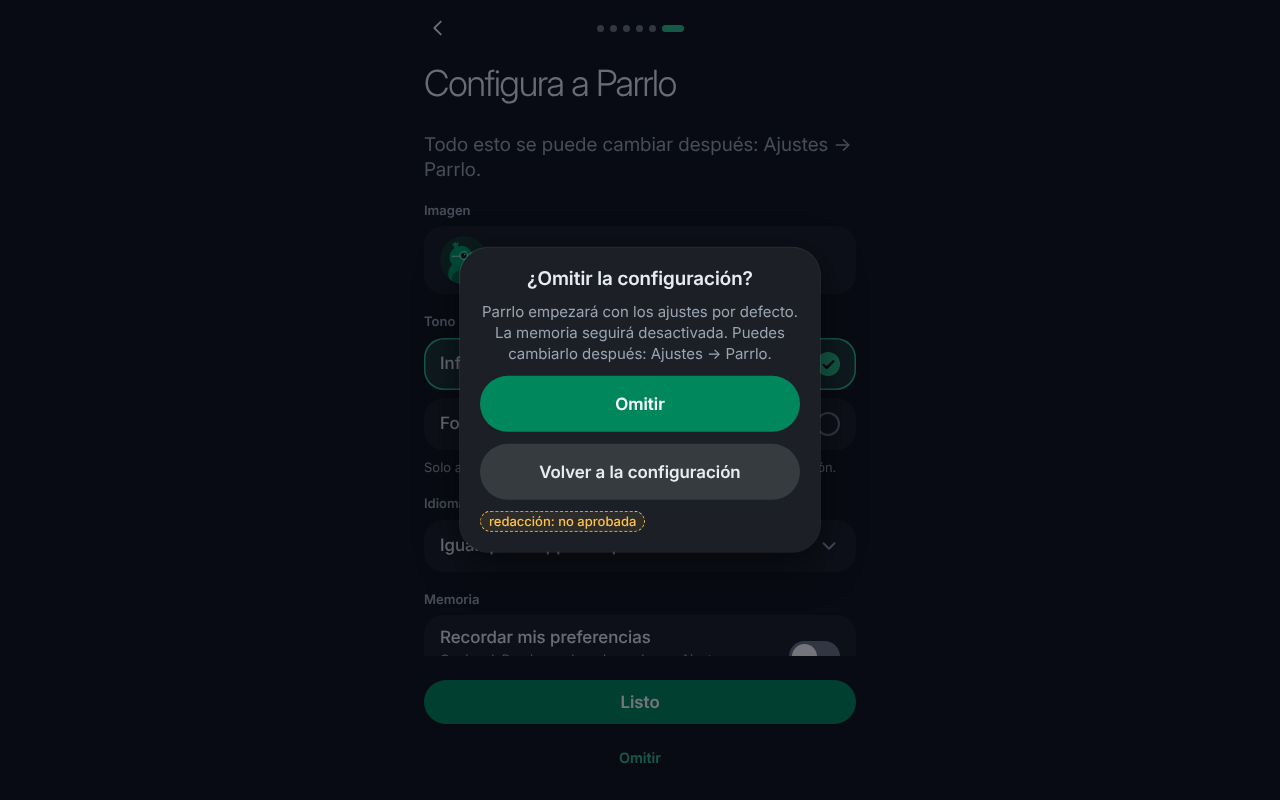 Configura a Parrlo
Todo esto se puede cambiar después: Ajustes →
Parrlo.
Imagen
¿Omitir la configuración?
Parrlo empezará con los ajustes por defecto.
La memoria seguirá desactivada. Puedes
cambiarlo después: Ajustes → Parrlo.
Tono
Omitir
Volver a la configuración
Solo
redacción: no aprobada
Memoria
Recordar mis preferencias
Listo
Omitir